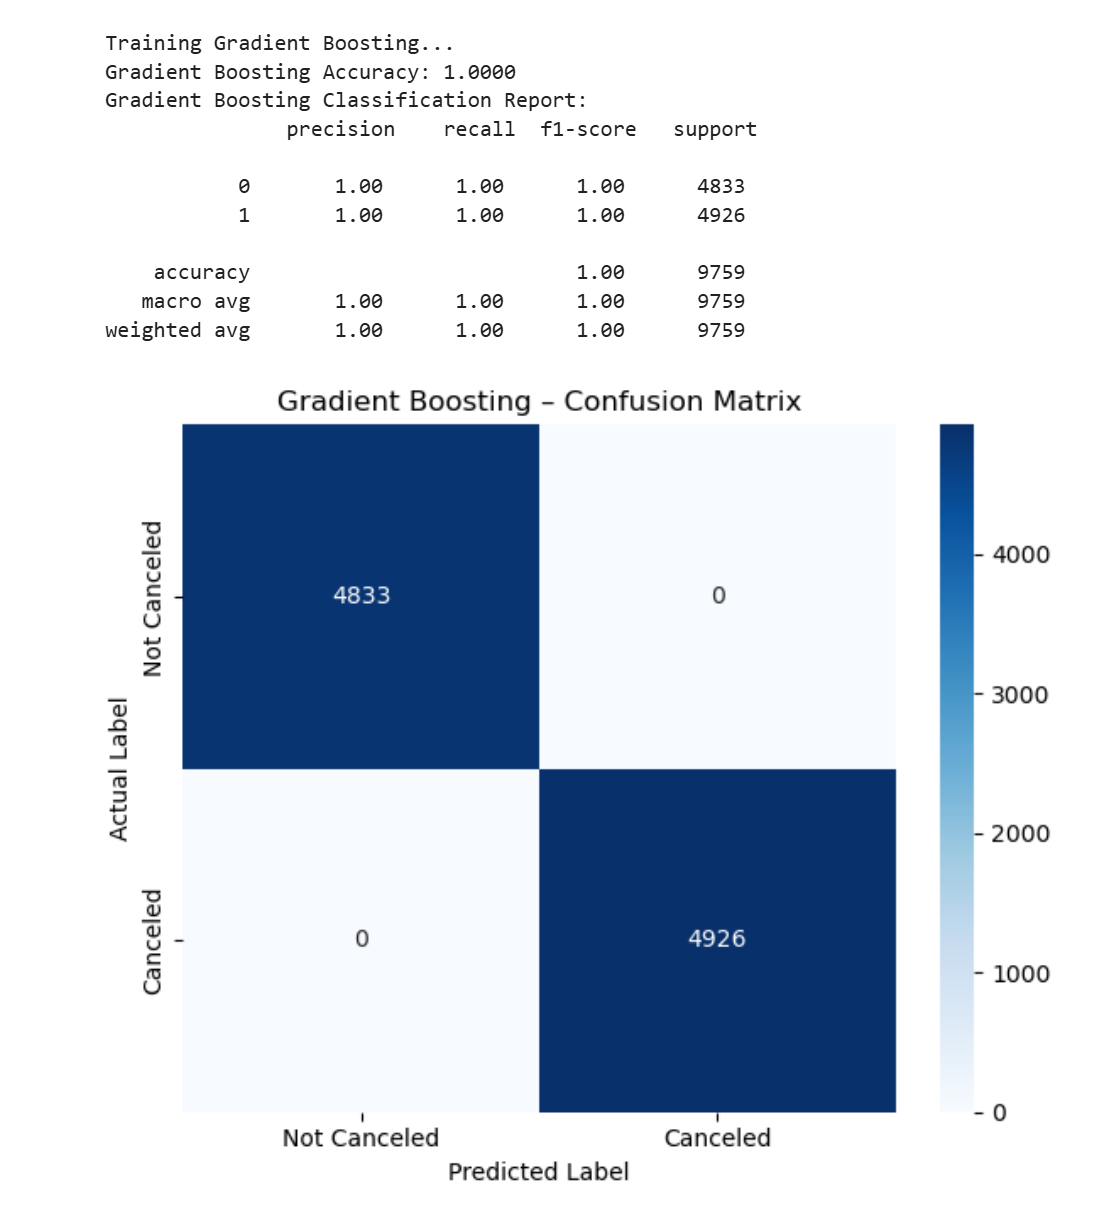 Training Gradient Boosting...
Gradient Boosting Accuracy: 1.0000
Gradient Boosting Classification Report:
precision recall f1-score support
0 1.00 1.00 1.00 4833
1 1.00 1.00 1.00 4926
accuracy 1.00 9759
macro avg 1.00 1.00 1.00 9759
weighted avg 1.00 1.00 1.00 9759
Gradient Boosting – Confusion Matrix
Actual Label
Not Canceled
4833 0
Canceled
0 4926
Not Canceled Canceled
Predicted Label
4000
3000
2000
1000
0